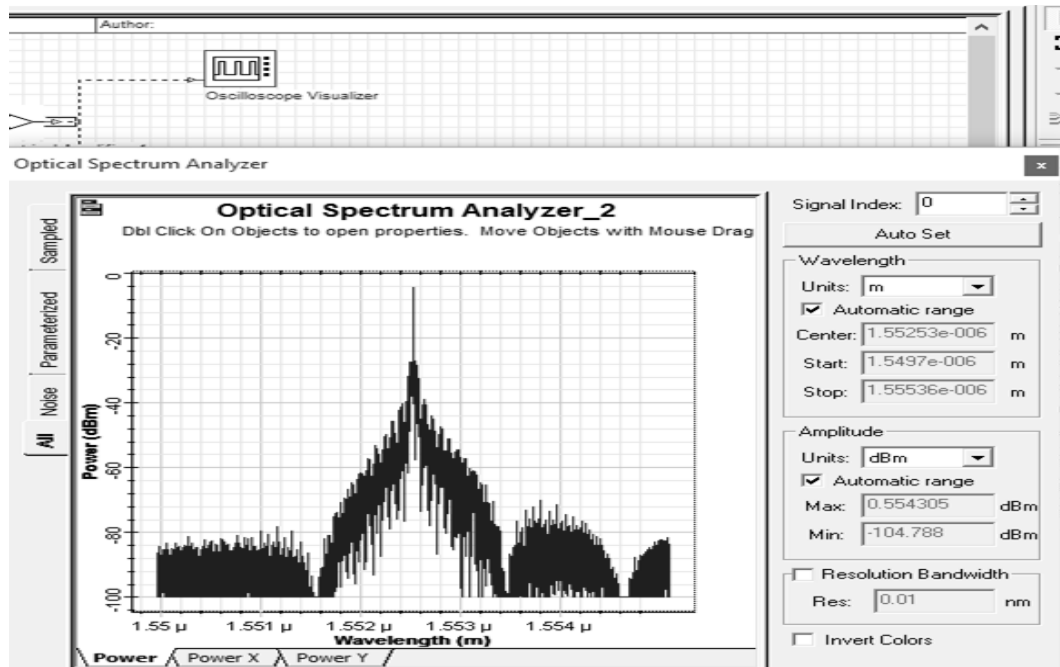 Author:
Oscilloscope Visualizer
Optical Spectrum Analyzer
x
Optical Spectrum Analyzer_2
Dbl Click On Objects to open properties. Move Objects with Mouse Drag
Sampled
Parameterized
Noise
All
Power (dBm)
0
-20
-40
-60
-80
-100
1.55 µ
1.551 µ
1.552 µ
1.553 µ
1.554 µ
Wavelength (m)
Power
Power X
Power Y
Signal Index: 0
Auto Set
Wavelength
Units: m
Automatic range
Center: 1.55253e-006 m
Start: 1.5497e-006 m
Stop: 1.55536e-006 m
Amplitude
Units: dBm
Automatic range
Max: 0.554305 dBm
Min: -104.788 dBm
Resolution Bandwidth
Res: 0.01 nm
Invert Colors